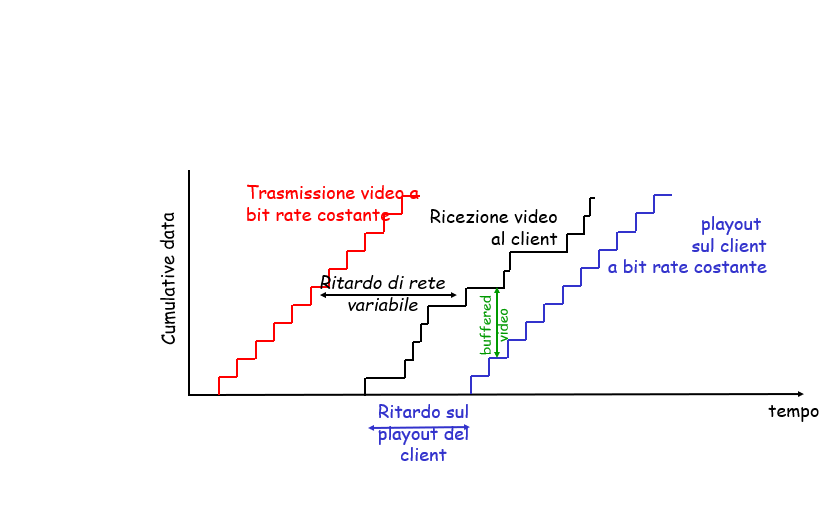 Trasmissione video a
bit rate costante
Ricezione video
al client
playout
sul client
a bit rate costante
Cumulative data
Ritardo di rete
variabile
buffered
video
tempo
Ritardo sul
playout del
client